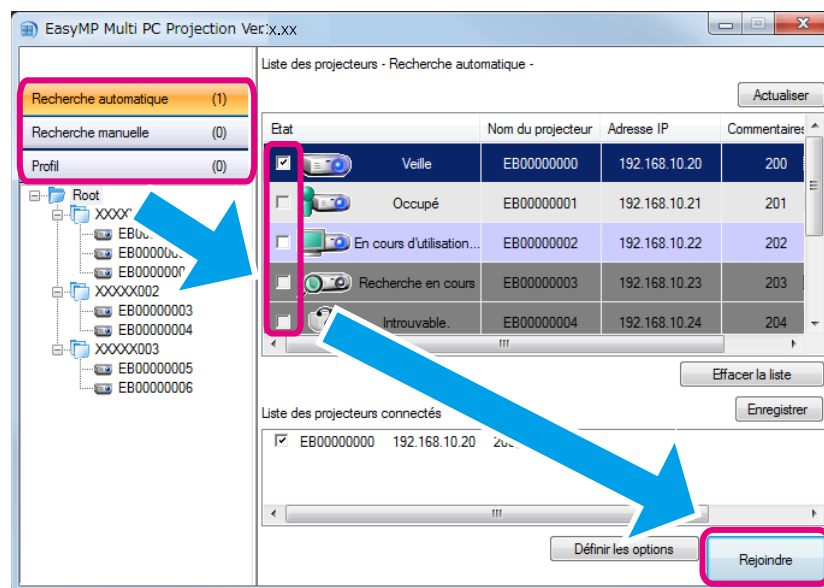 EasyMP Multi PC Projection Ver.x.xx
Liste des projecteurs - Recherche automatique -
Actualiser
Recherche automatique (1)
Recherche manuelle (0)
Profil (0)
Etat Nom du projecteur Adresse IP Commentaires
Veille EB00000000 192.168.10.20 200
Occupé EB00000001 192.168.10.21 201
En cours d'utilisation... EB00000002 192.168.10.22 202
Recherche en cours EB00000003 192.168.10.23 203
Introuvable. EB00000004 192.168.10.24 204
Root
XXXXX002
EB00000003
EB00000004
XXXXX003
EB00000005
EB00000006
Effacer la liste
Enregistrer
Liste des projecteurs connectés
EB00000000 192.168.10.20
Définir les options
Rejoindre